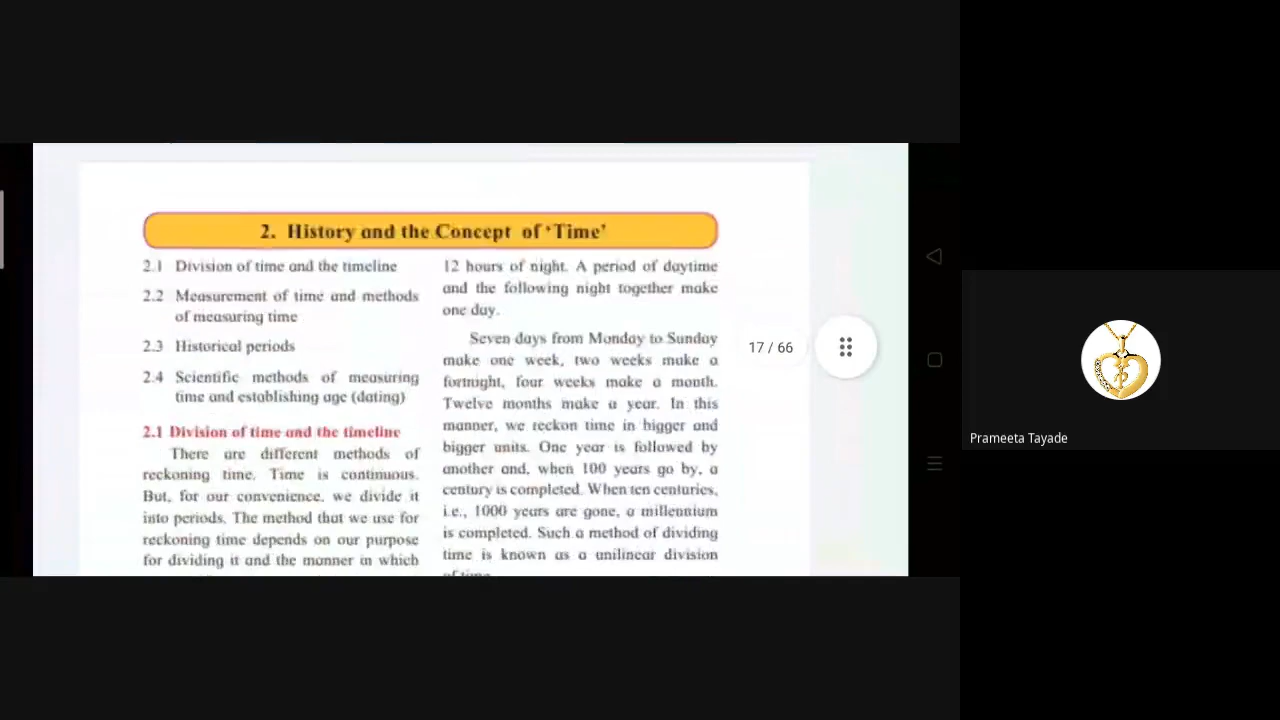 2. History and the Concept of 'Time'
2.1 Division of time and the timeline
2.2 Measurement of time and methods
of measuring time
2.3 Historical periods
2.4 Scientific methods of measuring
time and establishing age (dating)
2.1 Division of time and the timeline
There are different methods of
reckoning time. Time is continuous.
But, for our convenience, we divide it
into periods. The method that we use for
reckoning time depends on our purpose
for dividing it and the manner in which
12 hours of night. A period of daytime
and the following night together make
one day.
Seven days from Monday to Sunday
make one week, two weeks make a
fortnight, four weeks make a month.
Twelve months make a year. In this
manner, we reckon time in bigger and
bigger units. One year is followed by
another and, when 100 years go by, a
century is completed. When ten centuries,
i.e., 1000 years are gone, a millennium
is completed. Such a method of dividing
time is known as a unilinear division
of time
17 / 66
Prameeta Tayade